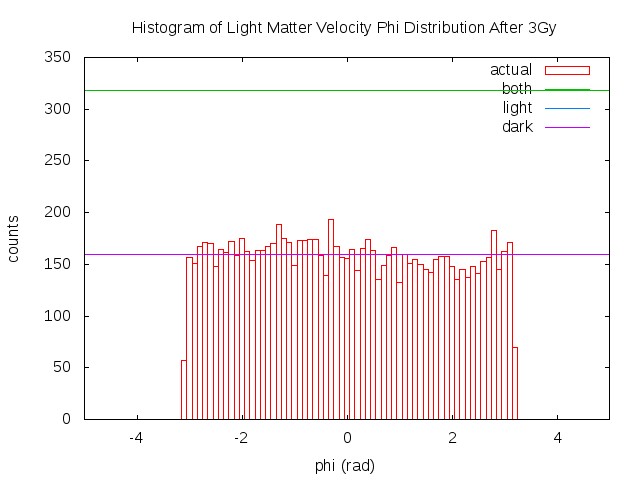 Histogram of Light Matter Velocity Phi Distribution After 3Gy
350
300
250
200
150
100
50
0
counts
actual
both
light
dark
-4 -2 0 2 4
phi (rad)